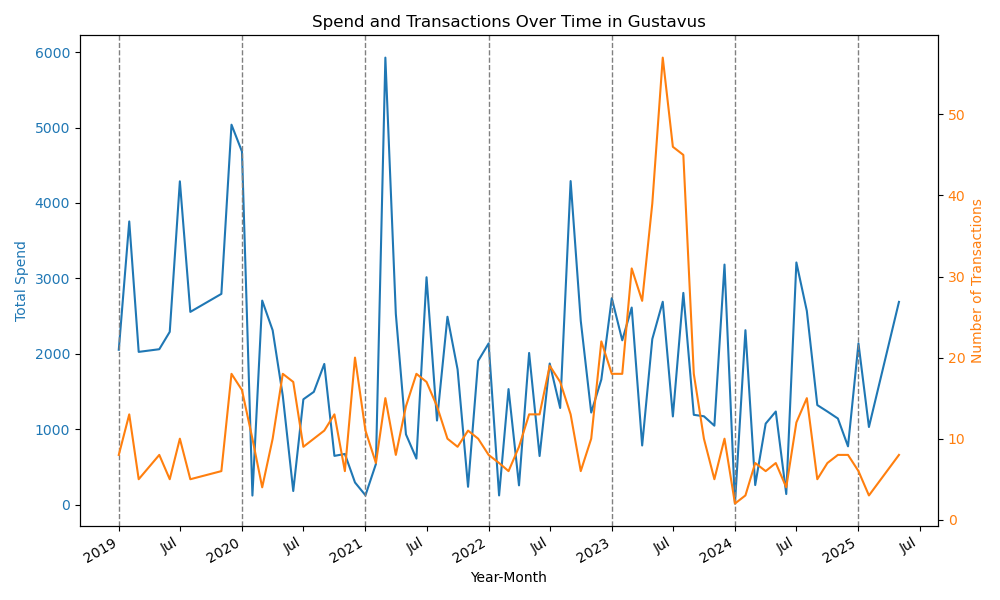 Spend and Transactions Over Time in Gustavus
6000
5000
4000
3000
2000
1000
0
Total Spend
50
40
30
20
10
0
Number of Transactions
2019
Jul
2020
Jul
2021
Jul
2022
Jul
2023
Jul
2024
Jul
2025
Jul
Year-Month